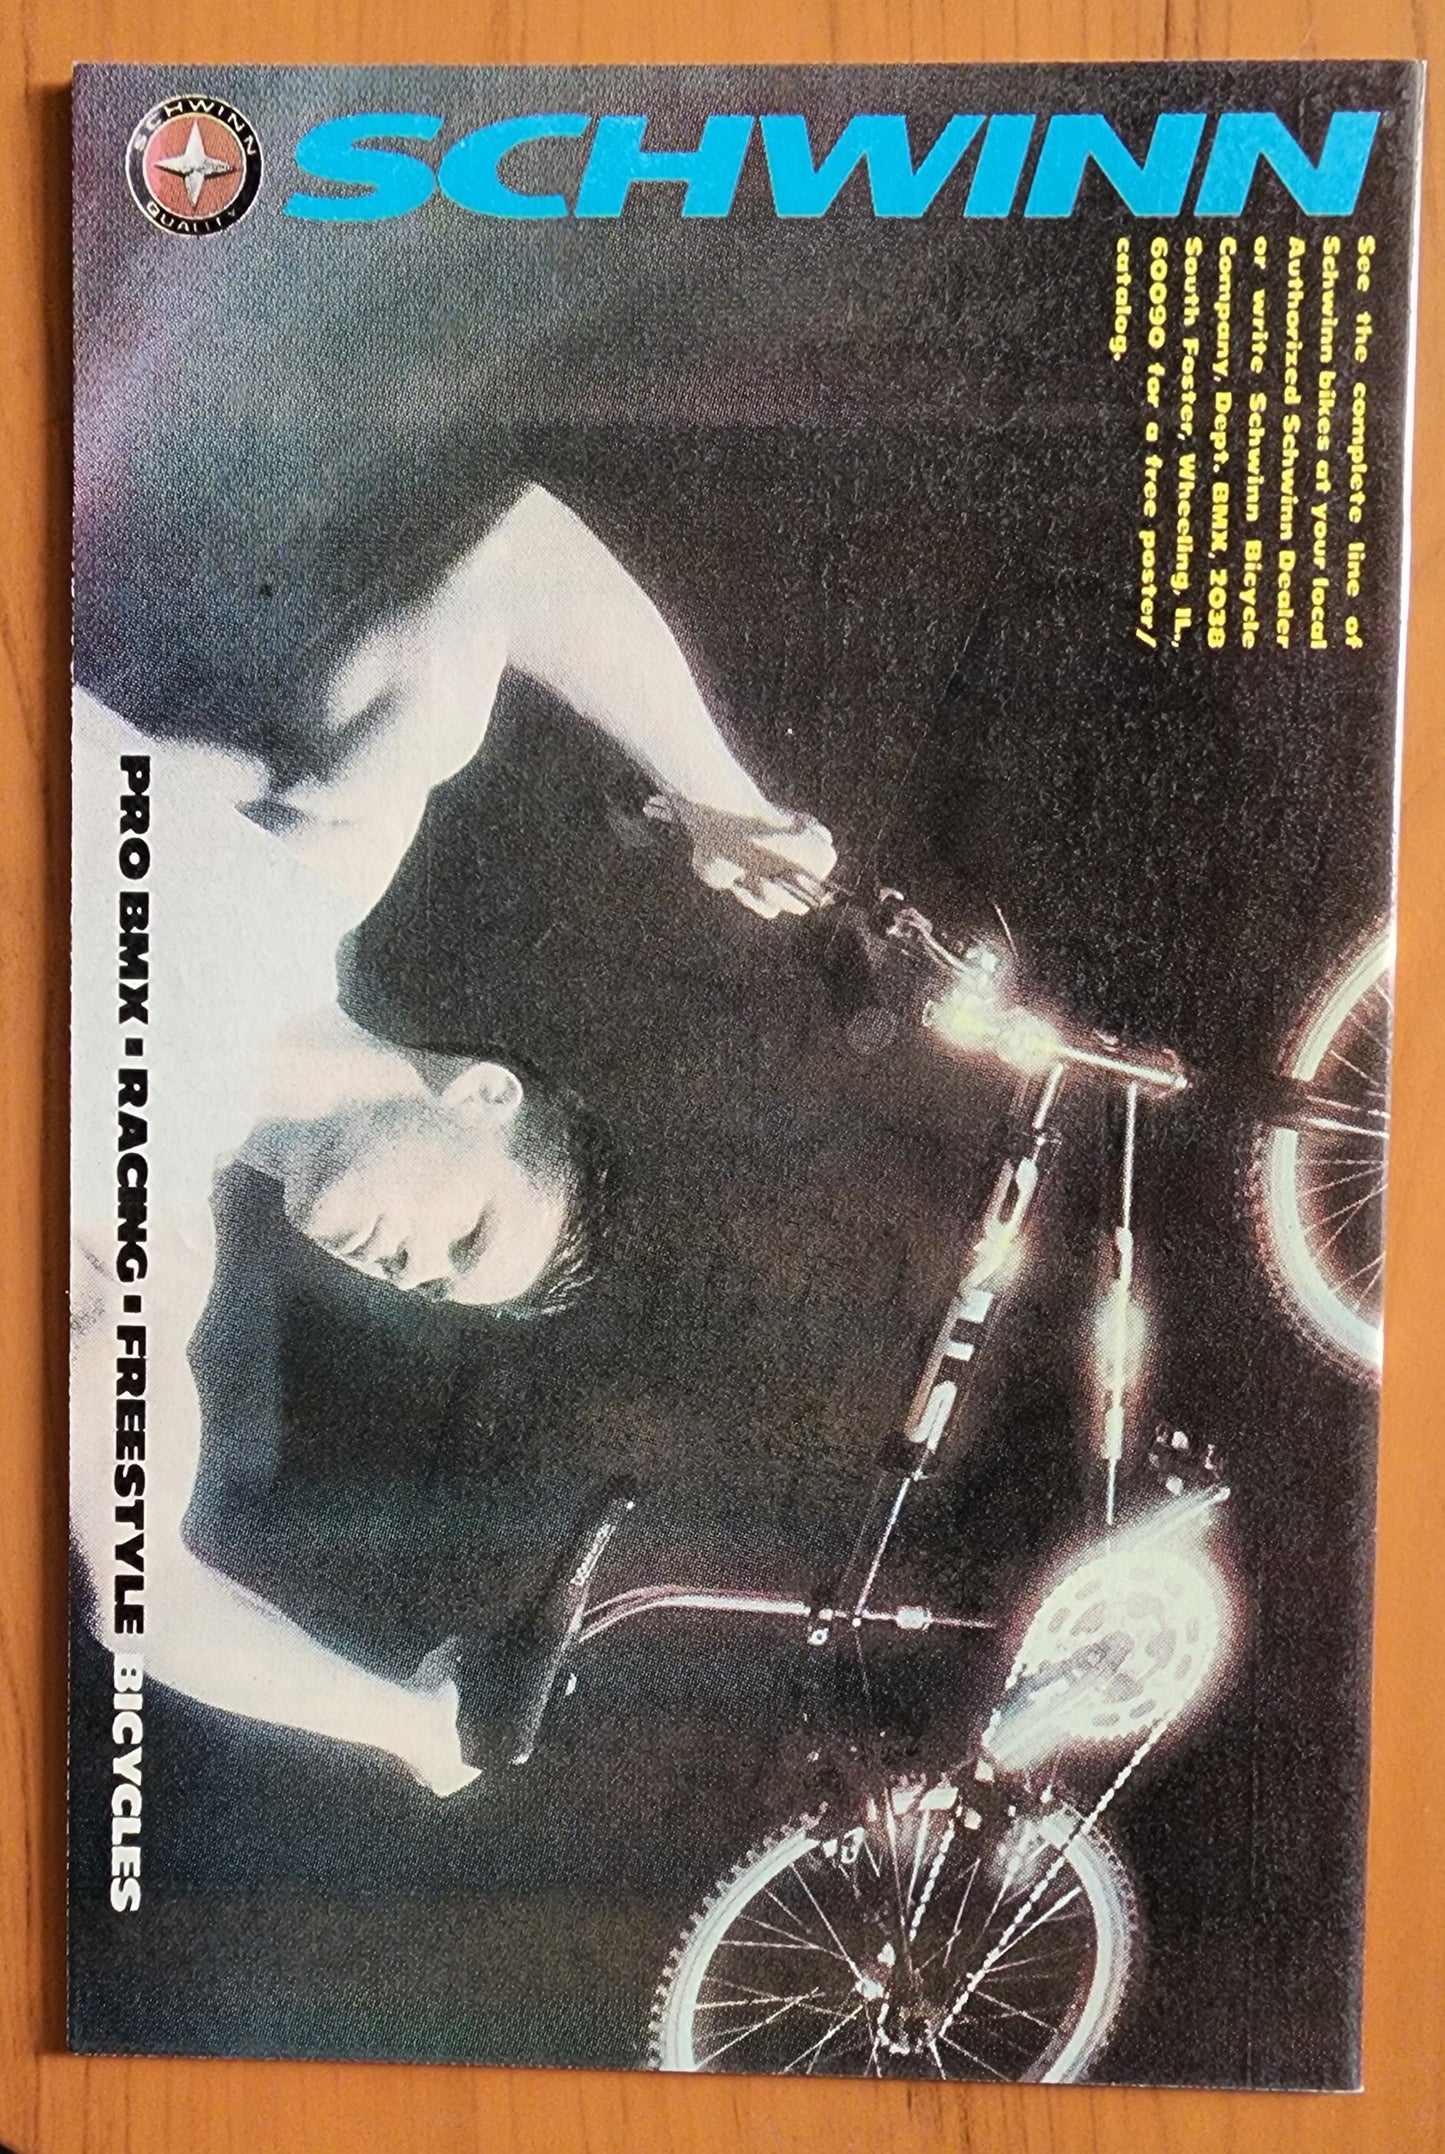 SCHWINN
QUALITY
SCHWINN
See the complete line of
Schwinn bikes at your local
Authorized Schwinn Dealer
or write Schwinn Bicycle
Company, Dept. BMX, 2038
South Foster, Wheeling, IL,
60090 for a free poster/
catalog.
STING
PRO BMX · RACING · FREESTYLE BICYCLES